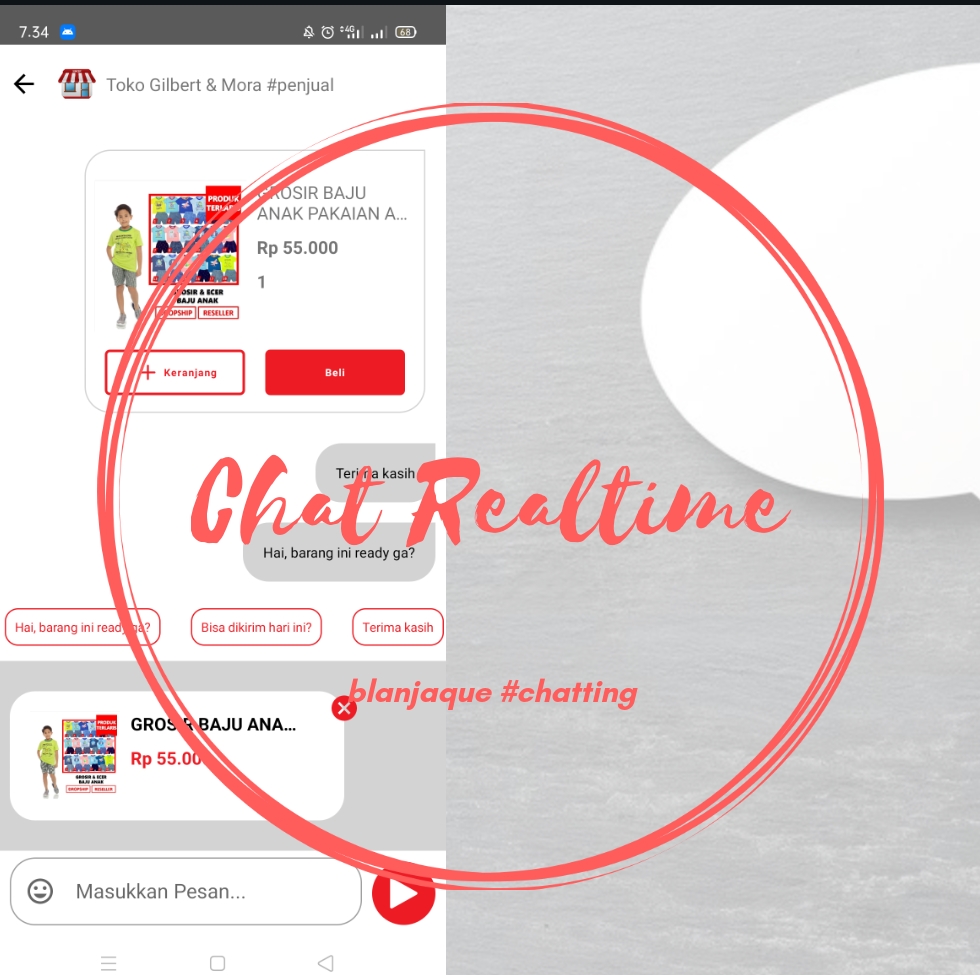 7.34
4G
68
Toko Gilbert & Mora #penjual
PRODUK
TERLARIS
GROSIR BAJU
ANAK PAKAIAN A...
Rp 55.000
1
GROSIR & ECER
BAJU ANAK
DROPSHIP
RESELLER
Keranjang
Beli
Terima kasih
Chat Realtime
Hai, barang ini ready ga?
Hai, barang ini ready ga?
Bisa dikirim hari ini?
Terima kasih
blanjaque #chatting
PRODUK
TERLARIS
GROSIR BAJU ANA...
Rp 55.00
GROSIR & ECER
BAJU ANAK
DROPSHIP
RESELLER
Masukkan Pesan...